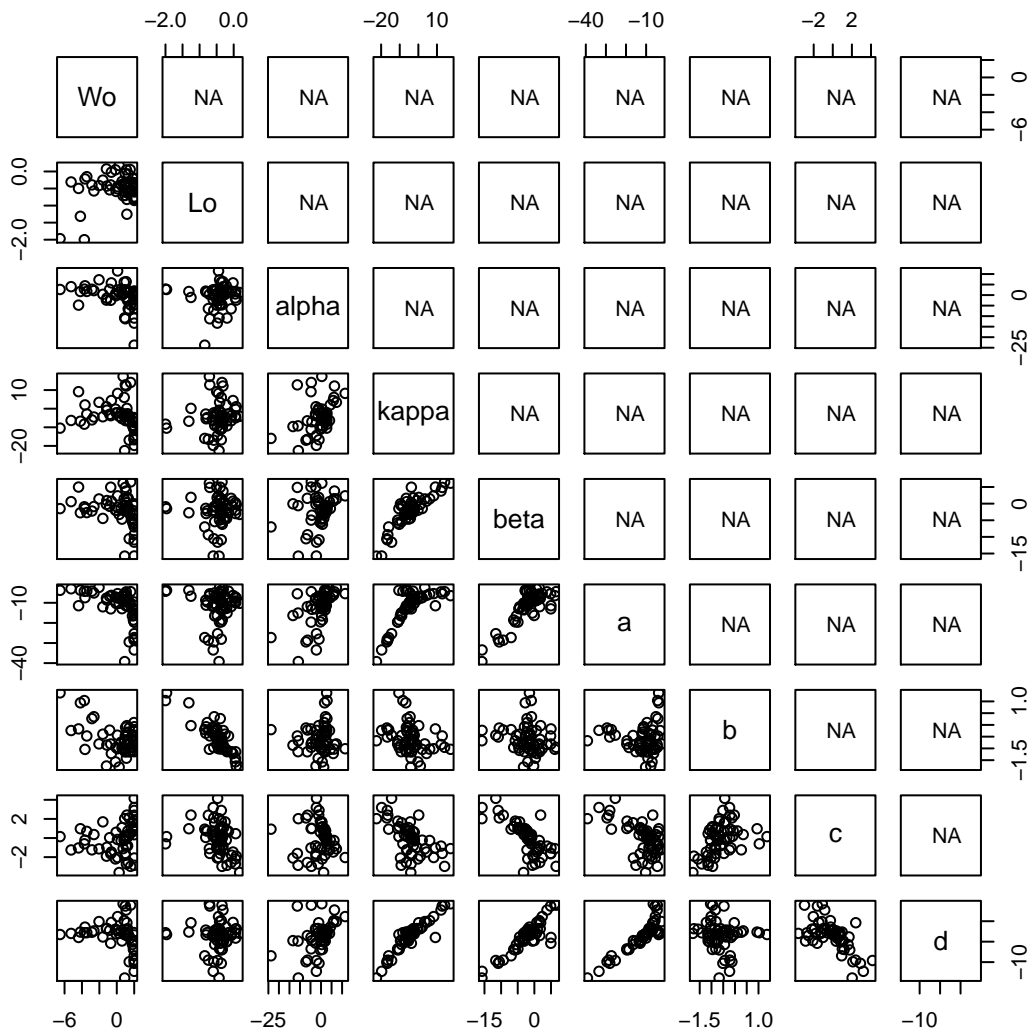 −2.0 0.0 −20 10 −40 −10 −2 2
Wo NA NA NA NA NA NA NA NA
0
−6
0.0
−2.0
Lo NA NA NA NA NA NA NA
alpha NA NA NA NA NA NA
0
−25
10
−20
kappa NA NA NA NA NA
beta NA NA NA NA
0
−15
−10
−40
a NA NA NA
b NA NA
1.0
−1.5
2
−2
c NA
d
−10
−6 0 −25 0 −15 0 −1.5 1.0 −10